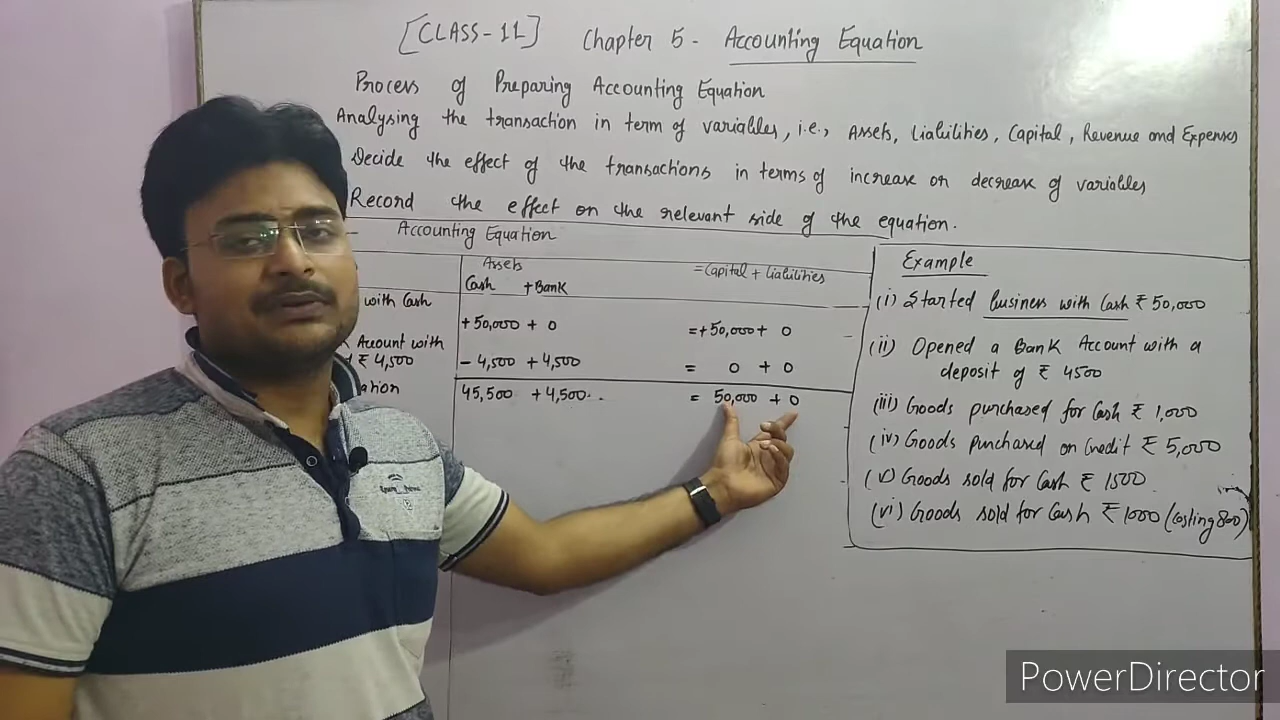 [CLASS-11] Chapter 5 - Accounting Equation
Process of Preparing Accounting Equation
Analysing the transaction in term of variables, i.e., Assets, Liabilities, Capital, Revenue and Expenses
Decide the effect of the transactions in terms of increase or decrease of variables
Record the effect on the relevant side of the equation.
Accounting Equation
Assets = Capital + Liabilities
Cash + Bank
with Cash +50,000 + 0 = +50,000 + 0
Account with
₹ 4,500 - 4,500 + 4,500 = 0 + 0
45,500 + 4,500 = 50,000 + 0
Example
(i) Started business with Cash ₹ 50,000
(ii) Opened a Bank Account with a
deposit of ₹ 4500
(iii) Goods purchased for Cash ₹ 1,000
(iv) Goods purchased on Credit ₹ 5,000
(v) Goods sold for Cash ₹ 1500
(vi) Goods sold for Cash ₹ 1000 (Costing 800)
PowerDirector